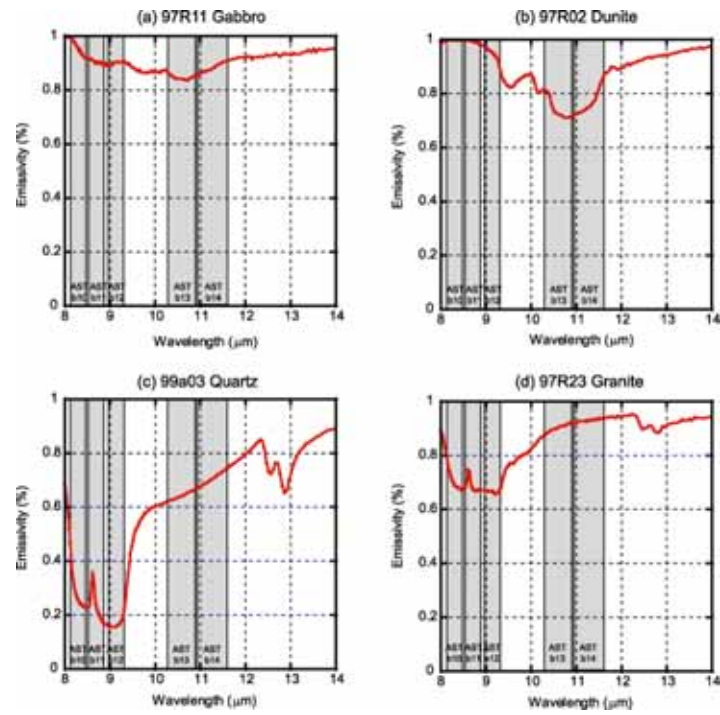 (a) 97R11 Gabbro
1
0.8
0.6
0.4
0.2
0
Emissivity (%)
AST AST AST AST AST
b10 b11 b12 b13 b14
8 9 10 11 12 13 14
Wavelength (μm)
(b) 97R02 Dunite
1
0.8
0.6
0.4
0.2
0
Emissivity (%)
AST AST AST AST AST
b10 b11 b12 b13 b14
8 9 10 11 12 13 14
Wavelength (μm)
(c) 99a03 Quartz
1
0.8
0.6
0.4
0.2
0
Emissivity (%)
AST AST AST AST AST
b10 b11 b12 b13 b14
8 9 10 11 12 13 14
Wavelength (μm)
(d) 97R23 Granite
1
0.8
0.6
0.4
0.2
0
Emissivity (%)
AST AST AST AST AST
b10 b11 b12 b13 b14
8 9 10 11 12 13 14
Wavelength (μm)